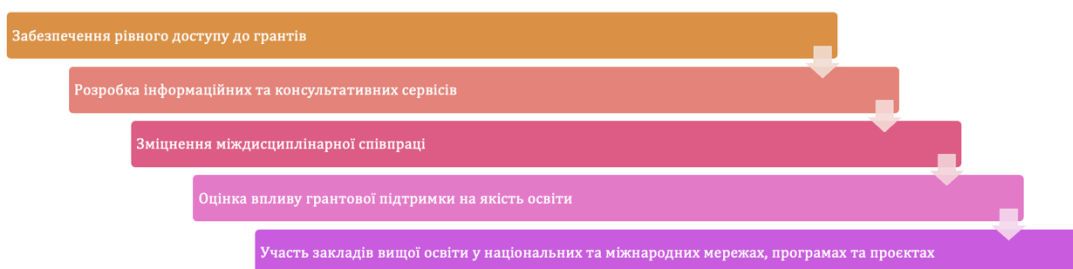 Забезпечення рівного доступу до грантів
Розробка інформаційних та консультативних сервісів
Зміцнення міждисциплінарної співпраці
Оцінка впливу грантової підтримки на якість освіти
Участь закладів вищої освіти у національних та міжнародних мережах, програмах та проєктах